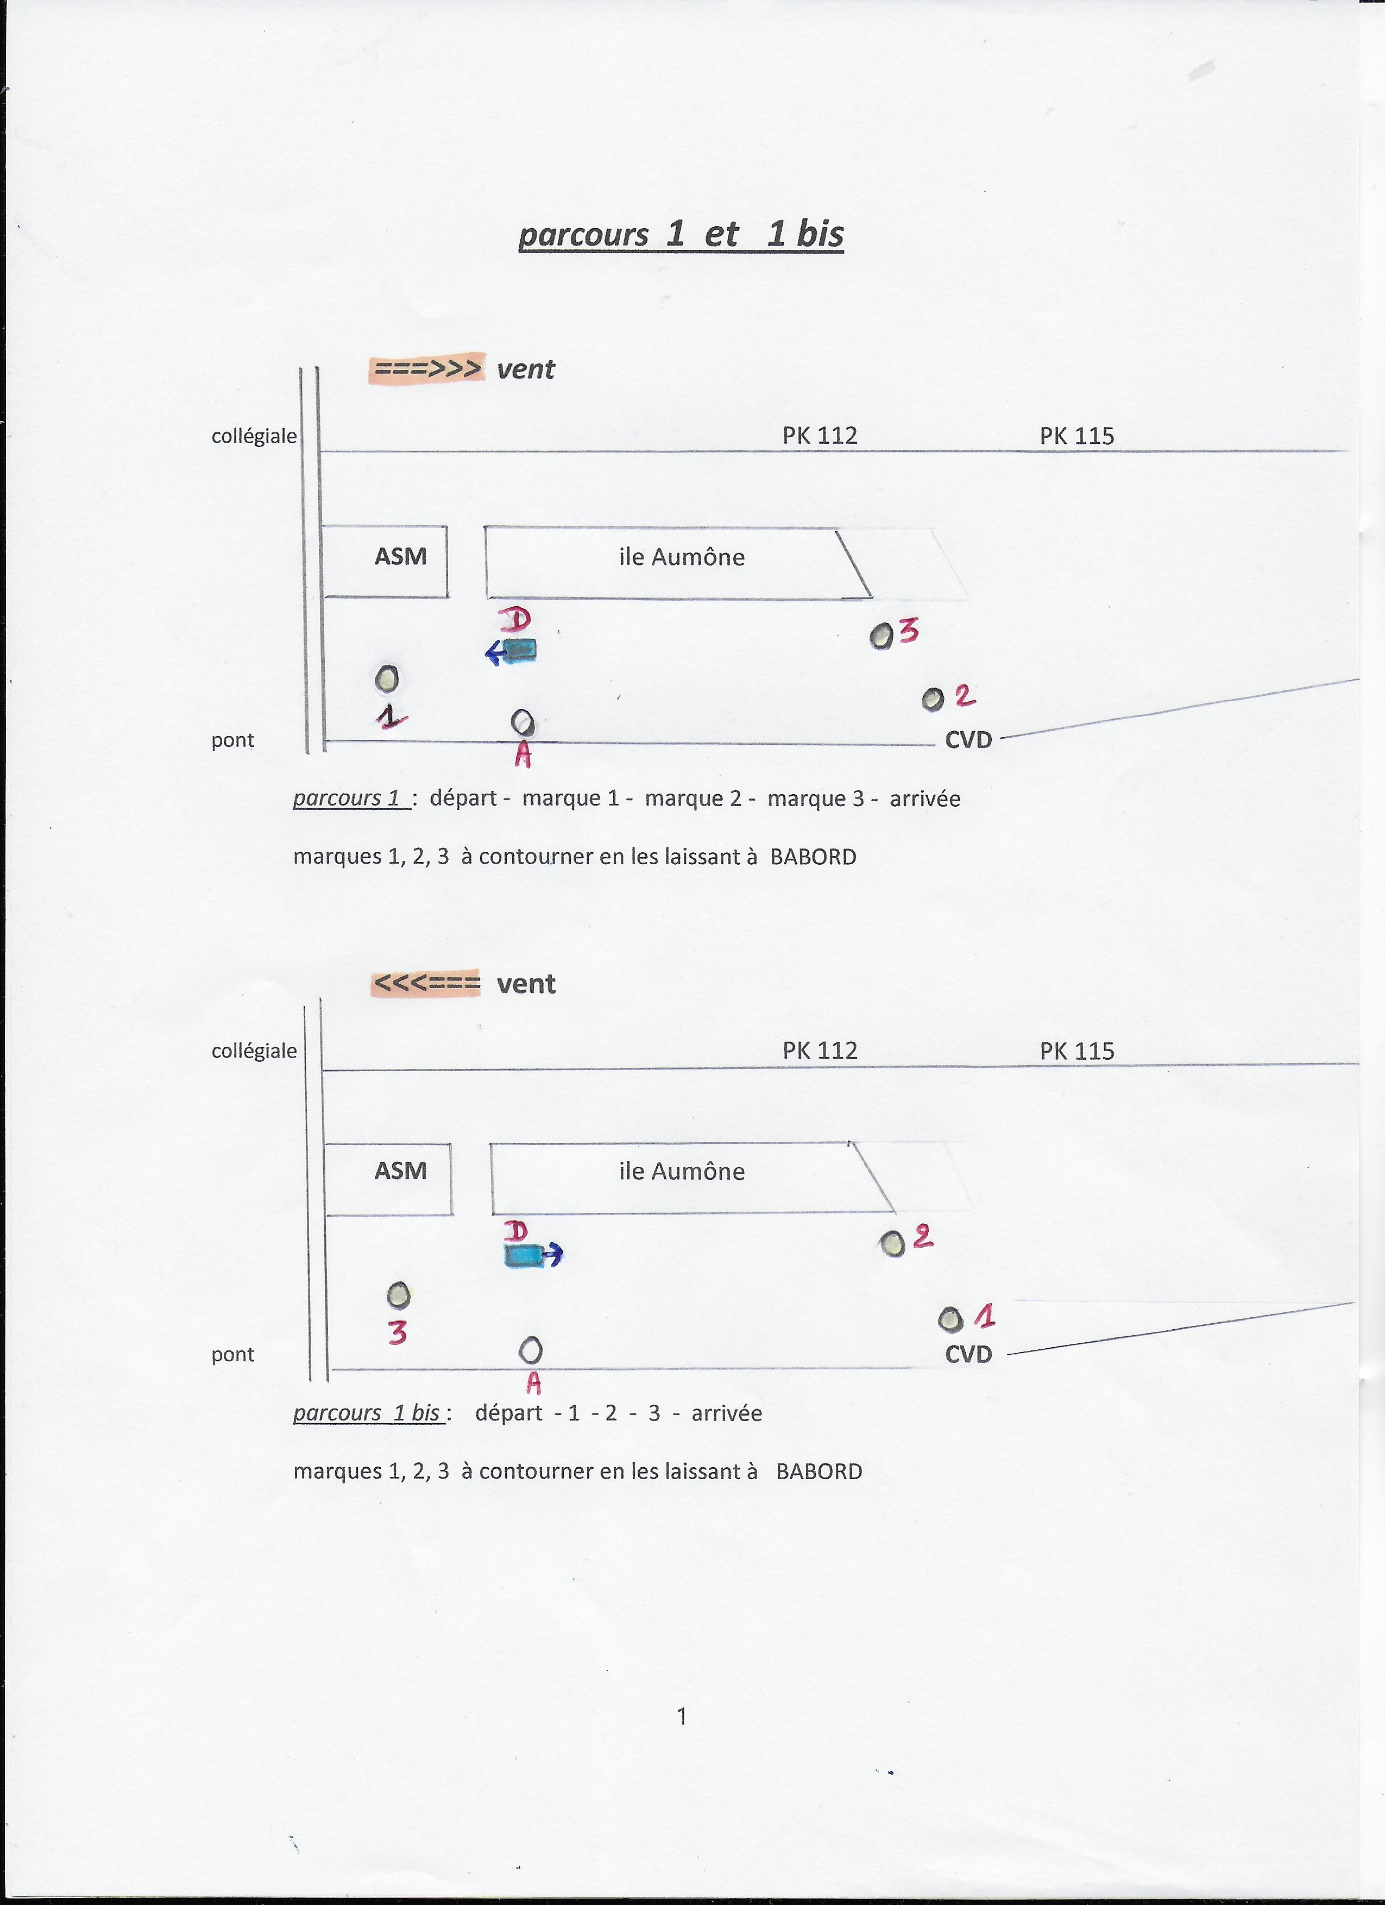 parcours 1 et 1 bis
===>>> vent
collégiale PK 112 PK 115
ASM ile Aumône
D
3
2
1
pont CVD
A
parcours 1 : départ - marque 1 - marque 2 - marque 3 - arrivée
marques 1, 2, 3 à contourner en les laissant à BABORD
<<<=== vent
collégiale PK 112 PK 115
ASM ile Aumône
D
2
1
3
pont CVD
A
parcours 1 bis : départ - 1 - 2 - 3 - arrivée
marques 1, 2, 3 à contourner en les laissant à BABORD
1